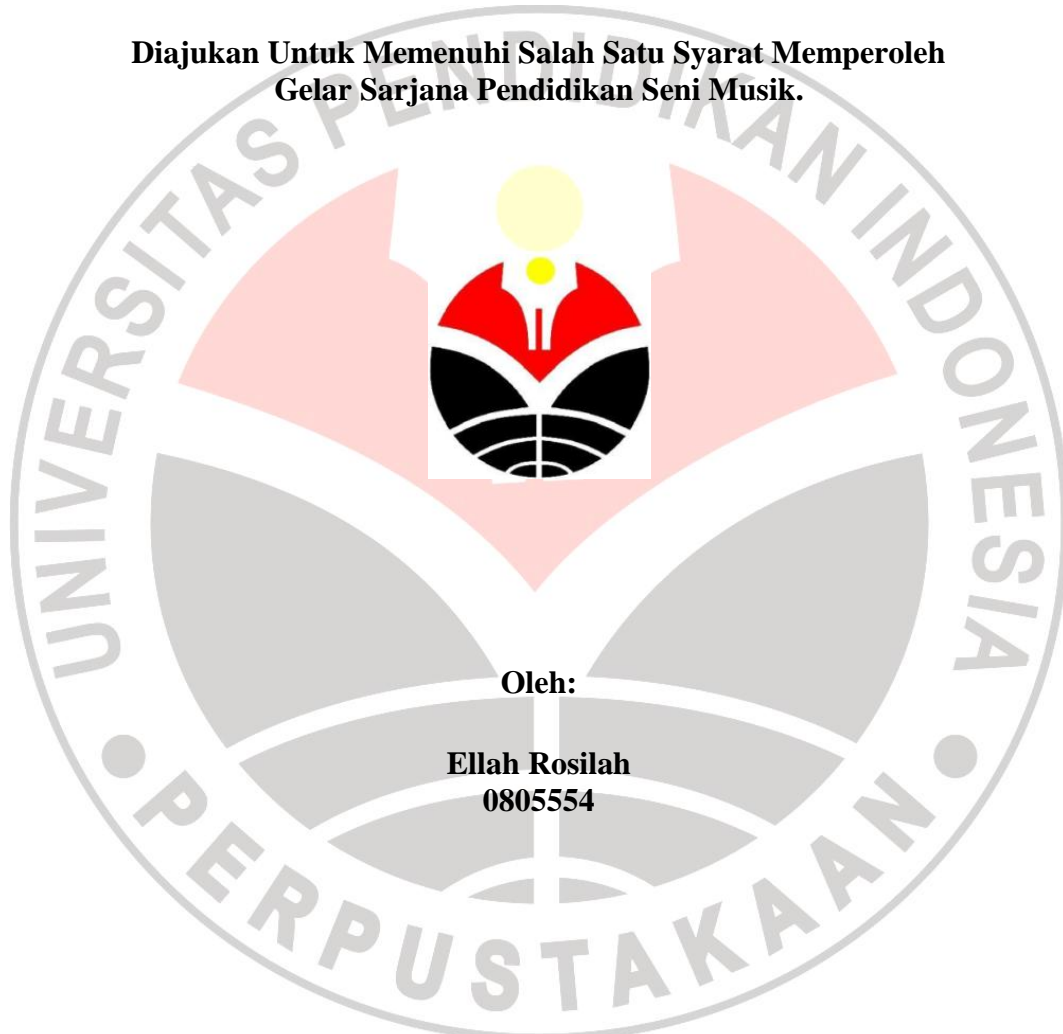 Diajukan Untuk Memenuhi Salah Satu Syarat Memperoleh
Gelar Sarjana Pendidikan Seni Musik.
UNIVERSITAS PENDIDIKAN INDONESIA
Oleh:
Ellah Rosilah
0805554
PERPUSTAKAAN